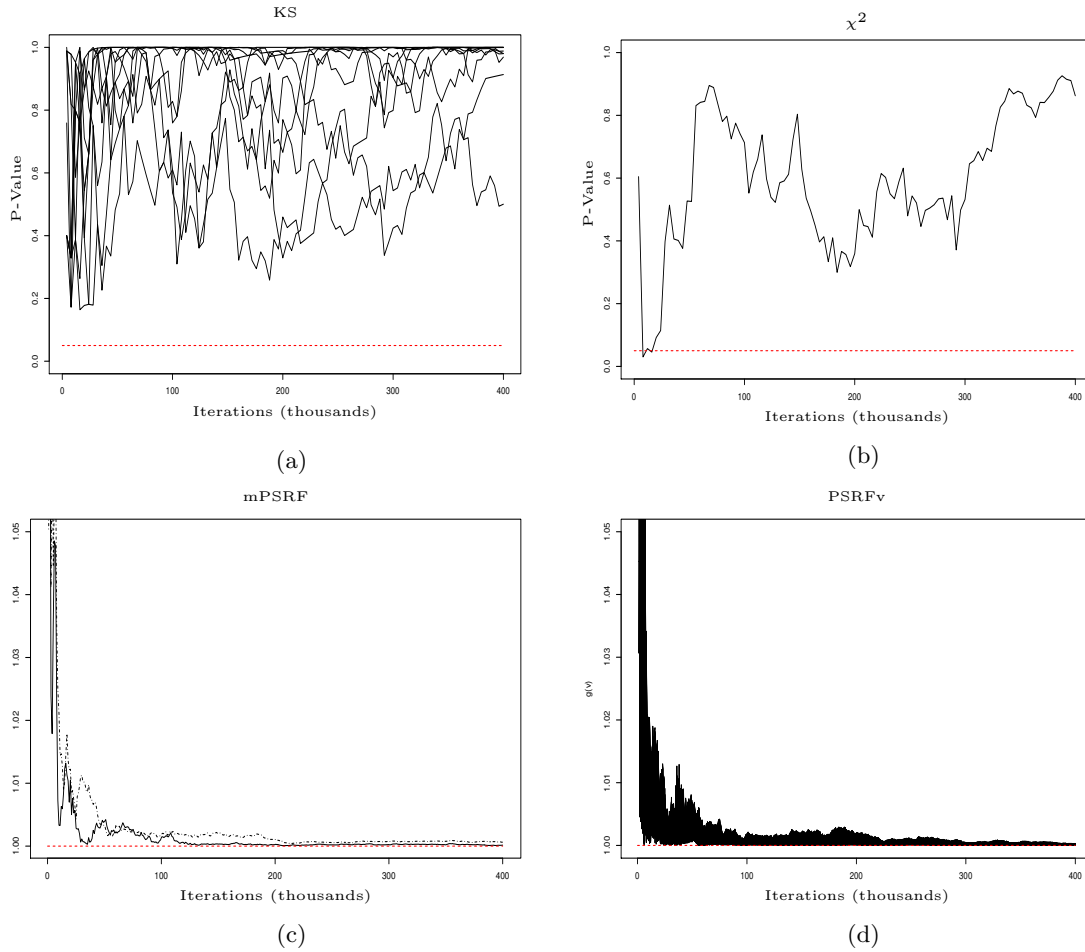 KS
P-Value
1.0
0.8
0.6
0.4
0.2
0.0
0
100
200
300
400
Iterations (thousands)
(a)
χ²
P-Value
1.0
0.8
0.6
0.4
0.2
0.0
0
100
200
300
400
Iterations (thousands)
(b)
mPSRF
1.05
1.04
1.03
1.02
1.01
1.00
0
100
200
300
400
Iterations (thousands)
(c)
PSRFv
g(v)
1.05
1.04
1.03
1.02
1.01
1.00
0
100
200
300
400
Iterations (thousands)
(d)